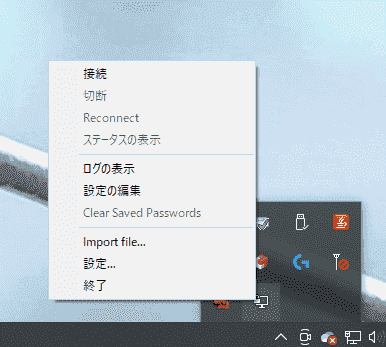 接続
切断
Reconnect
ステータスの表示
ログの表示
設定の編集
Clear Saved Passwords
Import file...
設定...
終了